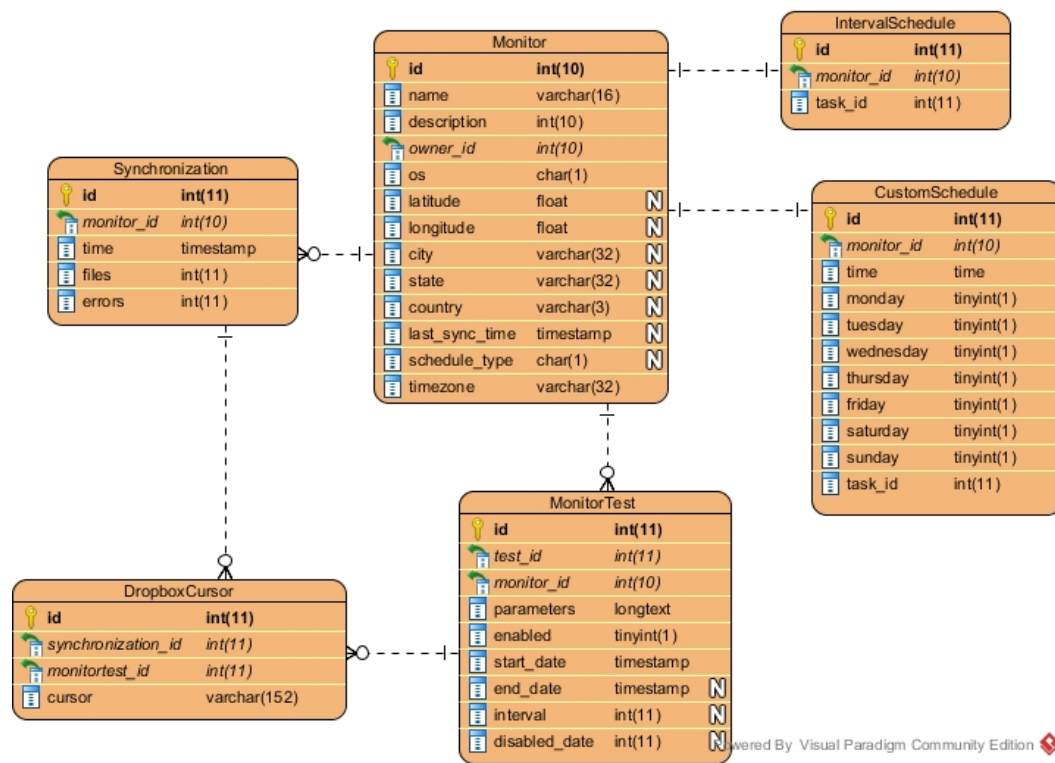 IntervalSchedule
id int(11)
monitor_id int(10)
task_id int(11)
Monitor
id int(10)
name varchar(16)
description int(10)
owner_id int(10)
os char(1)
latitude float N
longitude float N
city varchar(32) N
state varchar(32) N
country varchar(3) N
last_sync_time timestamp N
schedule_type char(1) N
timezone varchar(32)
Synchronization
id int(11)
monitor_id int(10)
time timestamp
files int(11)
errors int(11)
CustomSchedule
id int(11)
monitor_id int(10)
time time
monday tinyint(1)
tuesday tinyint(1)
wednesday tinyint(1)
thursday tinyint(1)
friday tinyint(1)
saturday tinyint(1)
sunday tinyint(1)
task_id int(11)
MonitorTest
id int(11)
test_id int(11)
monitor_id int(10)
parameters longtext
enabled tinyint(1)
start_date timestamp
end_date timestamp N
interval int(11) N
disabled_date int(11) N
DropboxCursor
id int(11)
synchronization_id int(11)
monitortest_id int(11)
cursor varchar(152)
wered By Visual Paradigm Community Edition